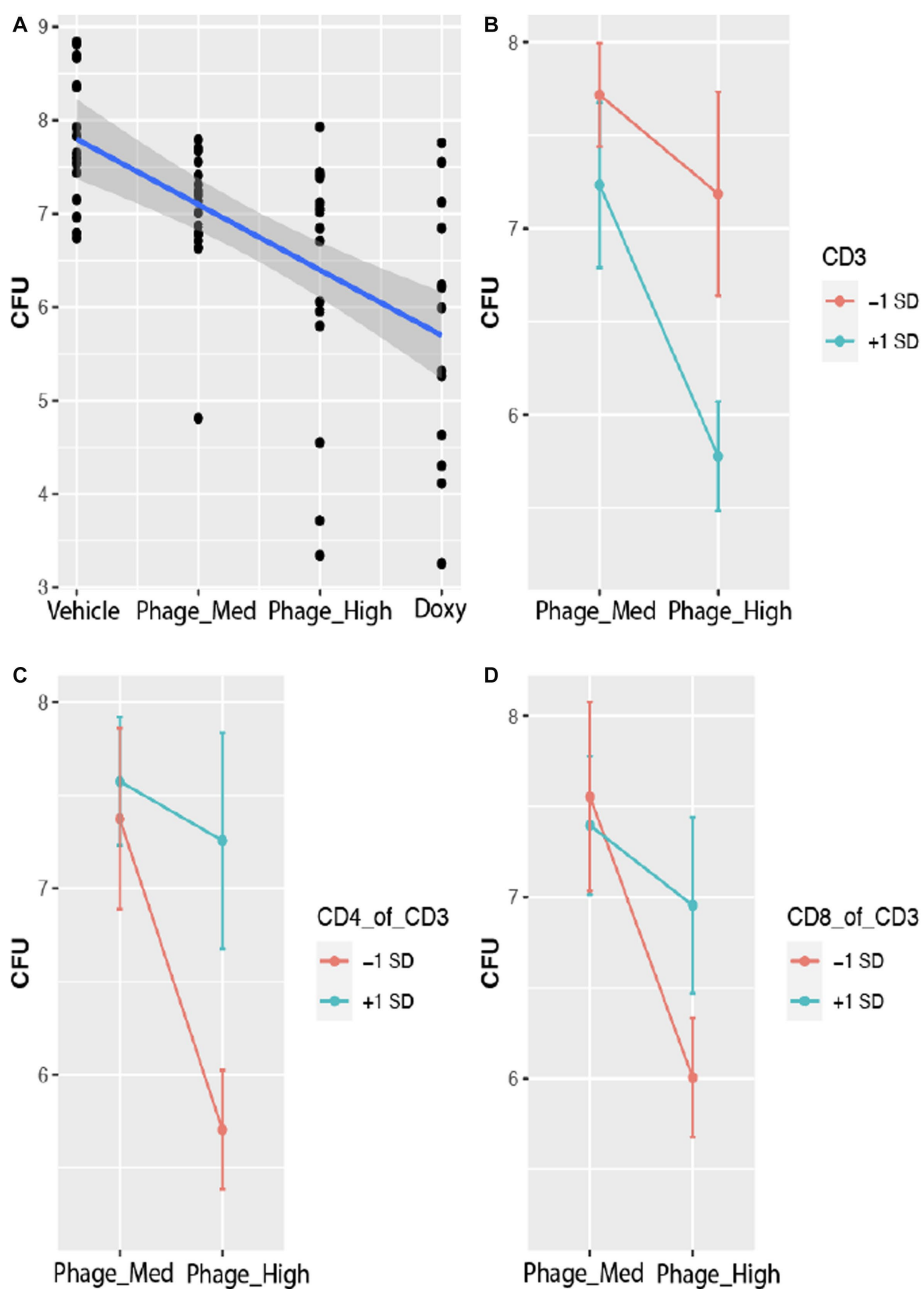 A
CFU
9
8
7
6
5
4
3
Vehicle Phage_Med Phage_High Doxy
B
CFU
8
7
6
Phage_Med Phage_High
CD3
−1 SD
+1 SD
C
CFU
8
7
6
Phage_Med Phage_High
CD4_of_CD3
−1 SD
+1 SD
D
CFU
8
7
6
Phage_Med Phage_High
CD8_of_CD3
−1 SD
+1 SD